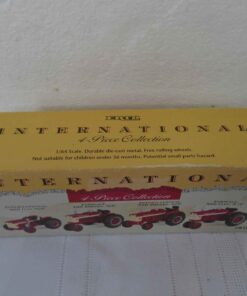 ERTL
INTERNATIONAL
4-Piece Collection
1/64 Scale. Durable die-cast metal. Free rolling wheels.
Not suitable for children under 36 months. Potential small parts hazard.
INTERNATIONAL
4-Piece Collection